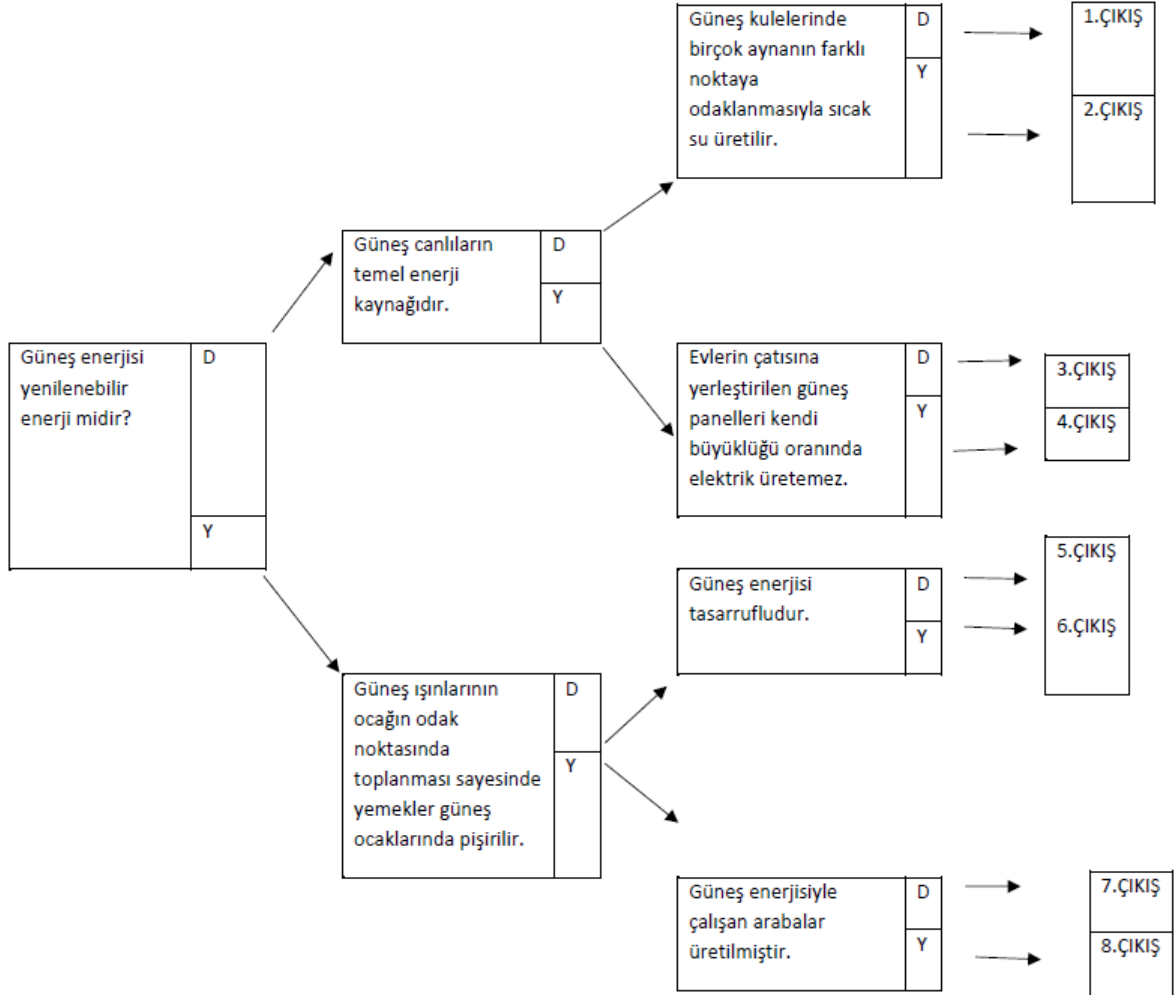 Güneş enerjisi
yenilenebilir
enerji midir?
D
Y
Güneş canlıların
temel enerji
kaynağıdır.
D
Y
Güneş ışınlarının
ocağın odak
noktasında
toplanması sayesinde
yemekler güneş
ocaklarında pişirilir.
D
Y
Güneş kulelerinde
birçok aynanın farklı
noktaya
odaklanmasıyla sıcak
su üretilir.
D
Y
1.ÇIKIŞ
2.ÇIKIŞ
Evlerin çatısına
yerleştirilen güneş
panelleri kendi
büyüklüğü oranında
elektrik üretemez.
D
Y
3.ÇIKIŞ
4.ÇIKIŞ
Güneş enerjisi
tasarrufludur.
D
Y
5.ÇIKIŞ
6.ÇIKIŞ
Güneş enerjisiyle
çalışan arabalar
üretilmiştir.
D
Y
7.ÇIKIŞ
8.ÇIKIŞ